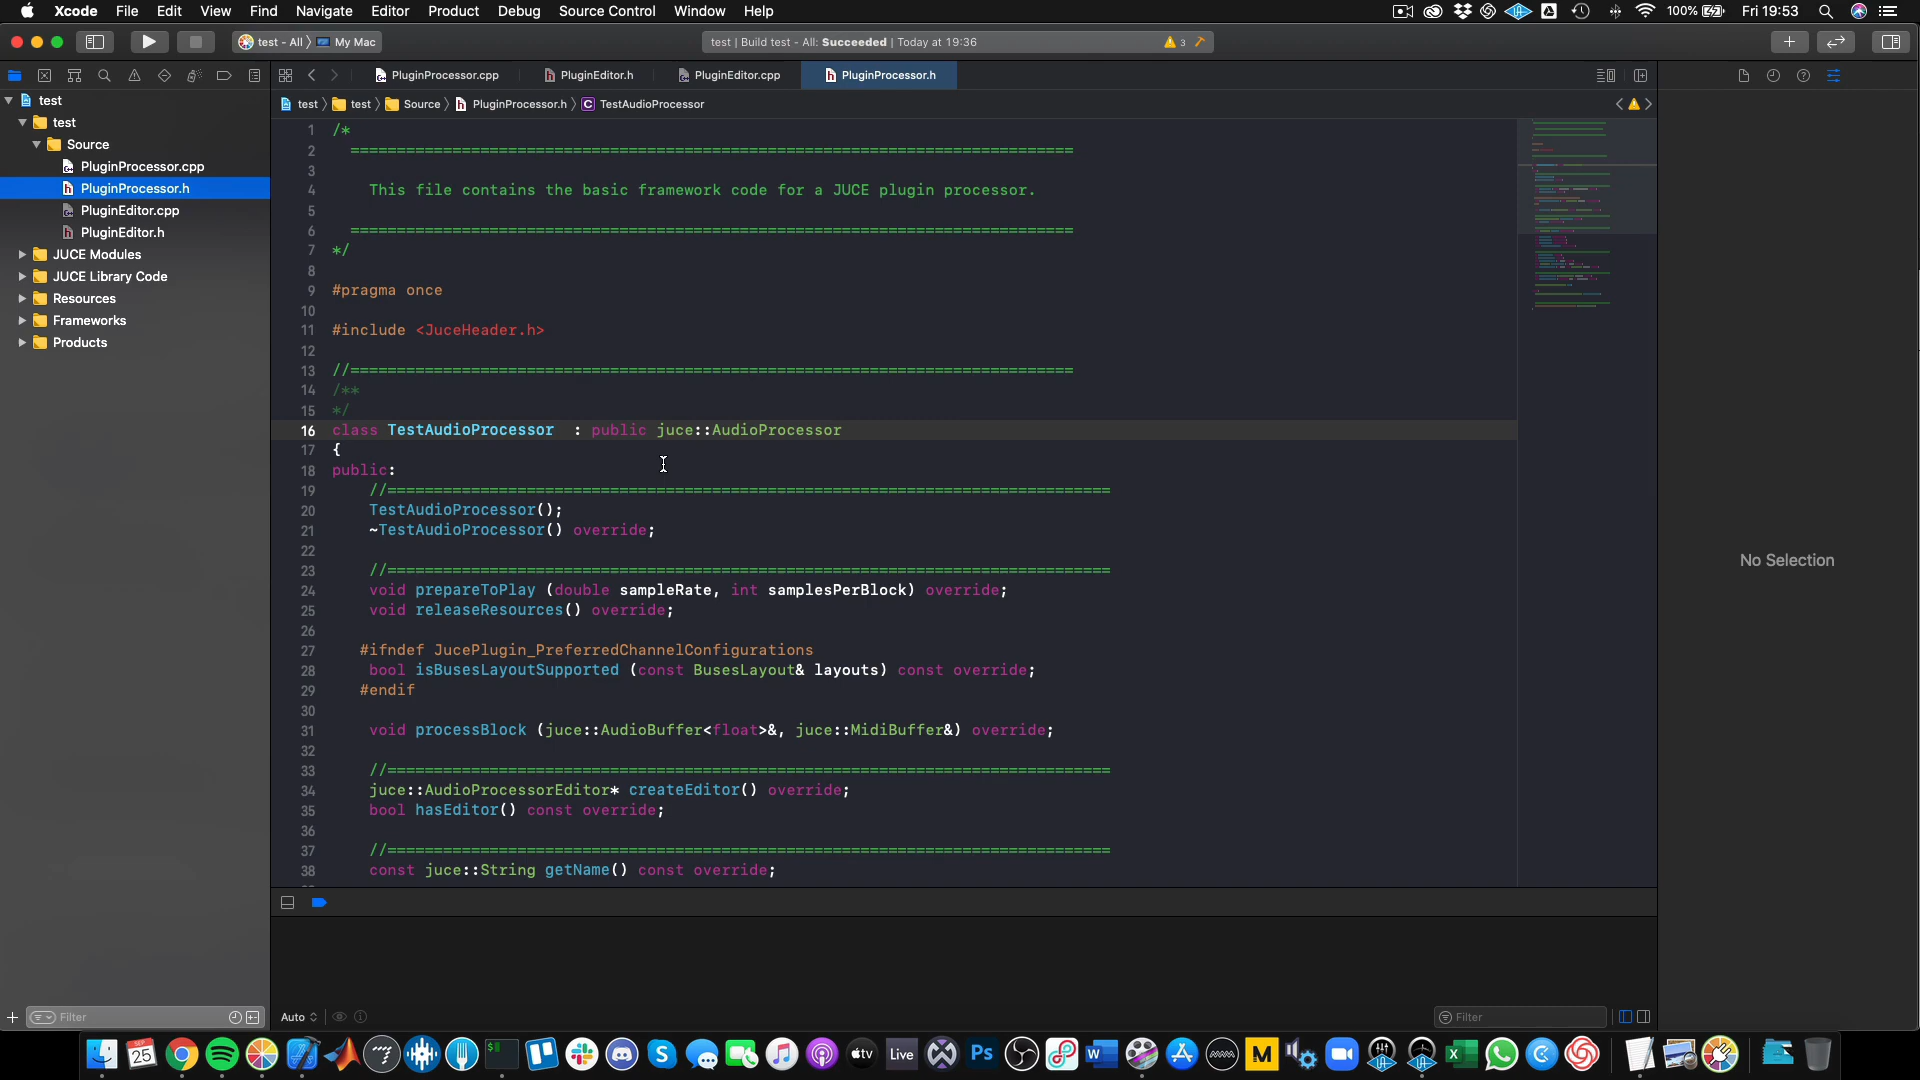 Xcode File Edit View Find Navigate Editor Product Debug Source Control Window Help
100% Fri 19:53
test - All My Mac
test | Build test - All: Succeeded | Today at 19:36
3
PluginProcessor.cpp PluginEditor.h PluginEditor.cpp PluginProcessor.h
test test Source PluginProcessor.h C TestAudioProcessor
test
test
Source
PluginProcessor.cpp
PluginProcessor.h
PluginEditor.cpp
PluginEditor.h
JUCE Modules
JUCE Library Code
Resources
Frameworks
Products
1 /*
2 ==============================================================================
3
4 This file contains the basic framework code for a JUCE plugin processor.
5
6 ==============================================================================
7 */
8
9 #pragma once
10
11 #include <JuceHeader.h>
12
13 //==============================================================================
14 /**
15 */
16 class TestAudioProcessor  : public juce::AudioProcessor
17 {
18 public:
19 //==============================================================================
20 TestAudioProcessor();
21 ~TestAudioProcessor() override;
22
23 //==============================================================================
24 void prepareToPlay (double sampleRate, int samplesPerBlock) override;
25 void releaseResources() override;
26
27 #ifndef JucePlugin_PreferredChannelConfigurations
28 bool isBusesLayoutSupported (const BusesLayout& layouts) const override;
29 #endif
30
31 void processBlock (juce::AudioBuffer<float>&, juce::MidiBuffer&) override;
32
33 //==============================================================================
34 juce::AudioProcessorEditor* createEditor() override;
35 bool hasEditor() const override;
36
37 //==============================================================================
38 const juce::String getName() const override;
No Selection
Filter
Auto
Filter
SEP
25
tv
Live
Ps
W
M
X